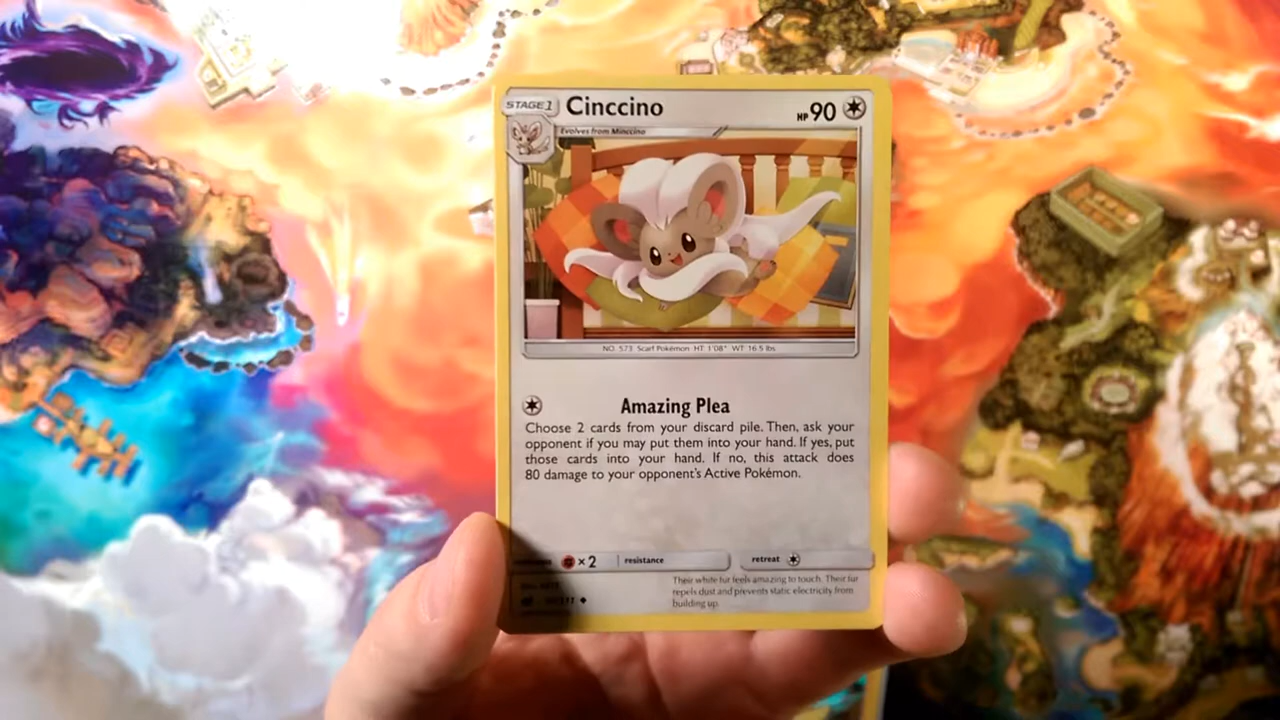 STAGE 1 Cinccino HP 90
Evolves from Minccino
NO. 573 Scarf Pokémon HT: 1'08" WT: 16.5 lbs.
Amazing Plea
Choose 2 cards from your discard pile. Then, ask your
opponent if you may put them into your hand. If yes, put
those cards into your hand. If no, this attack does
80 damage to your opponent's Active Pokémon.
×2 resistance retreat
Their white fur feels amazing to touch. Their fur
repels dust and prevents static electricity from
building up.